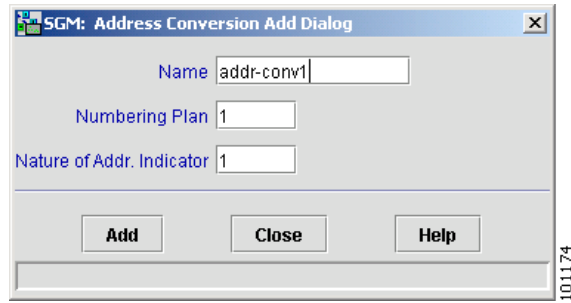 SGM: Address Conversion Add Dialog
Name addr-conv1
Numbering Plan 1
Nature of Addr. Indicator 1
Add Close Help
101174